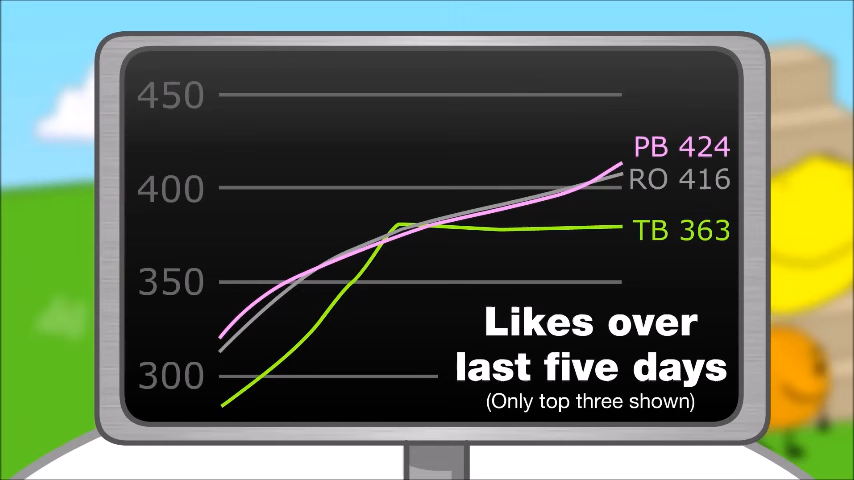 450
PB 424
400
RO 416
TB 363
350
Likes over
last five days
300
(Only top three shown)